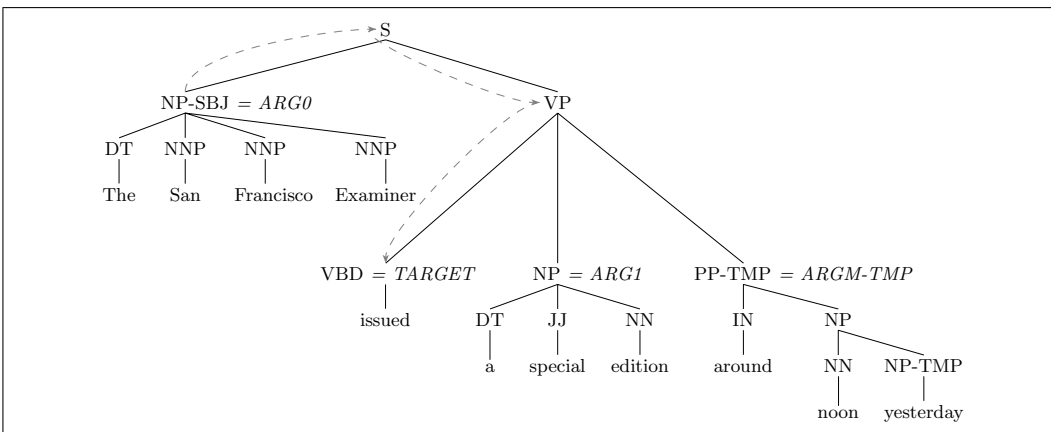 S
NP-SBJ = ARG0 VP
DT NNP NNP NNP
The San Francisco Examiner
VBD = TARGET NP = ARG1 PP-TMP = ARGM-TMP
issued DT JJ NN IN NP
a special edition around NN NP-TMP
noon yesterday